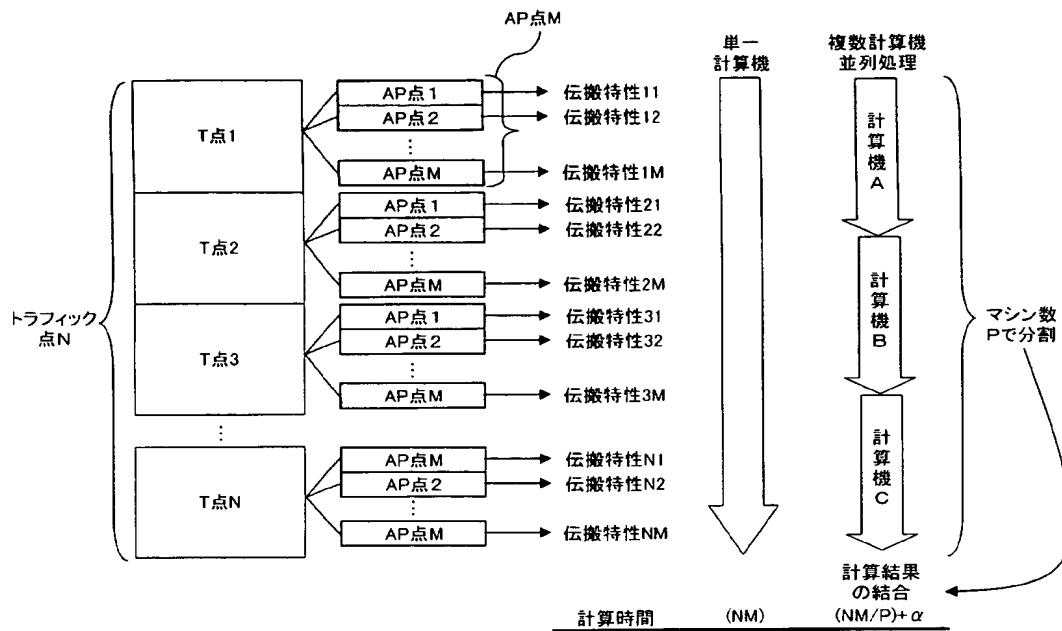 AP点M
単一
計算機
複数計算機
並列処理
T点1
AP点1
伝搬特性11
AP点2
伝搬特性12
AP点M
伝搬特性1M
T点2
AP点1
伝搬特性21
AP点2
伝搬特性22
AP点M
伝搬特性2M
T点3
AP点1
伝搬特性31
AP点2
伝搬特性32
AP点M
伝搬特性3M
T点N
AP点M
伝搬特性N1
AP点2
伝搬特性N2
AP点M
伝搬特性NM
トラフィック
点N
計算機A
計算機B
計算機C
マシン数
Pで分割
計算結果
の結合
計算時間
(NM)
(NM/P)+α